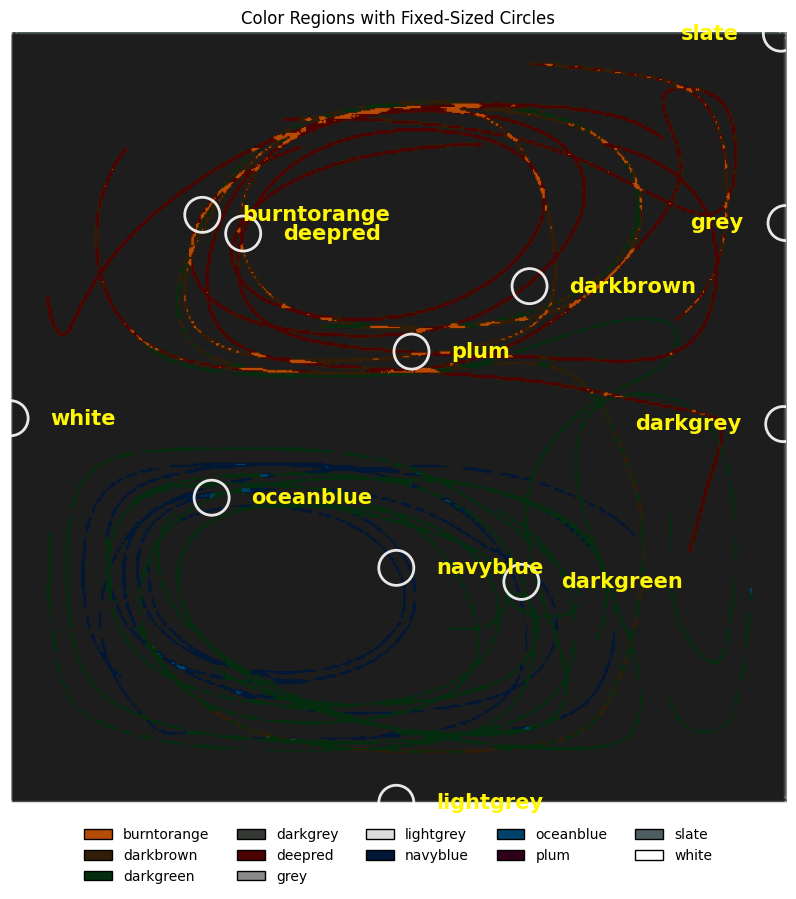 Color Regions with Fixed-Sized Circles
slate
burntorange
grey
deepred
darkbrown
plum
white
darkgrey
oceanblue
navyblue
darkgreen
lightgrey
burntorange darkgrey lightgrey oceanblue slate
darkbrown deepred navyblue plum white
darkgreen grey